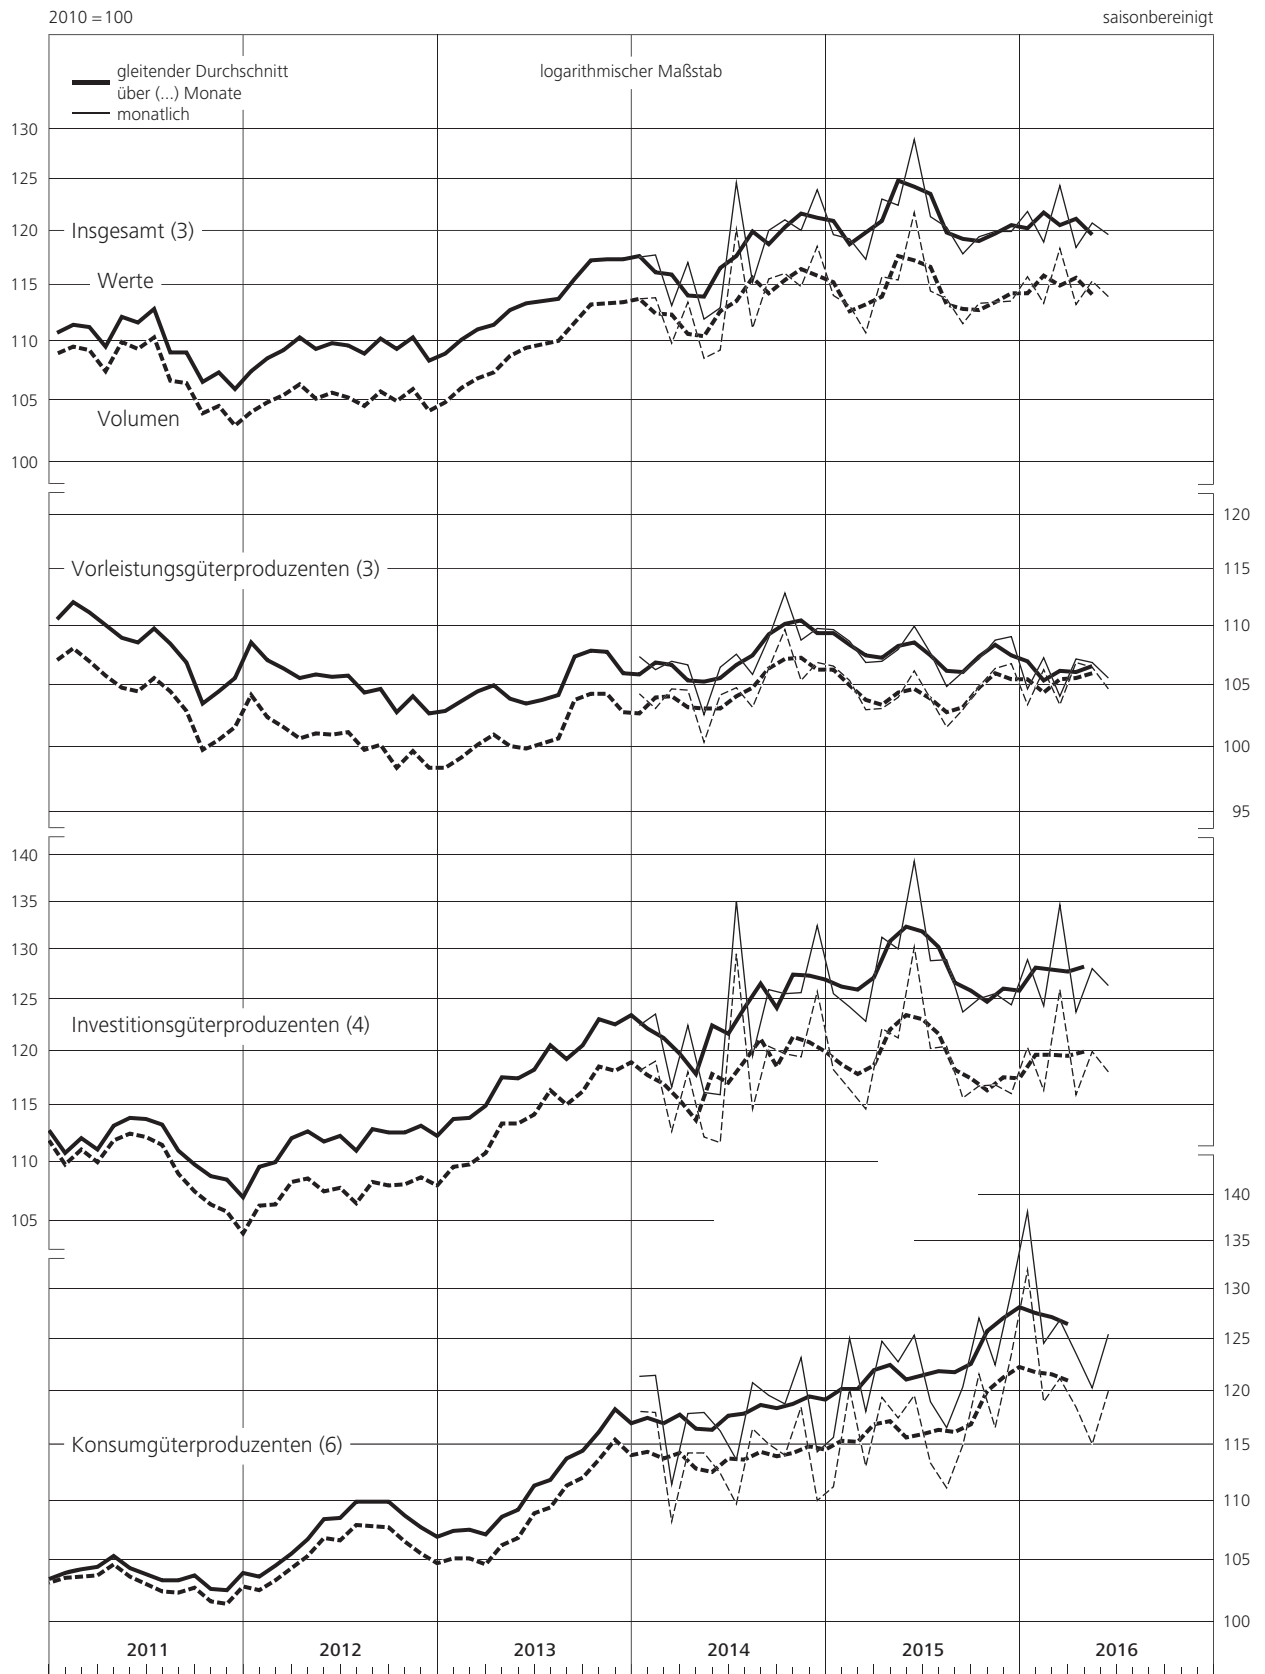 2010 = 100
saisonbereinigt
gleitender Durchschnitt
über (...) Monate
monatlich
logarithmischer Maßstab
130
125
120
Insgesamt (3)
Werte
115
110
105
Volumen
100
120
Vorleistungsgüterproduzenten (3)
115
110
105
100
95
140
135
130
125
Investitionsgüterproduzenten (4)
120
115
110
140
105
135
130
125
120
Konsumgüterproduzenten (6)
115
110
105
100
2011 2012 2013 2014 2015 2016